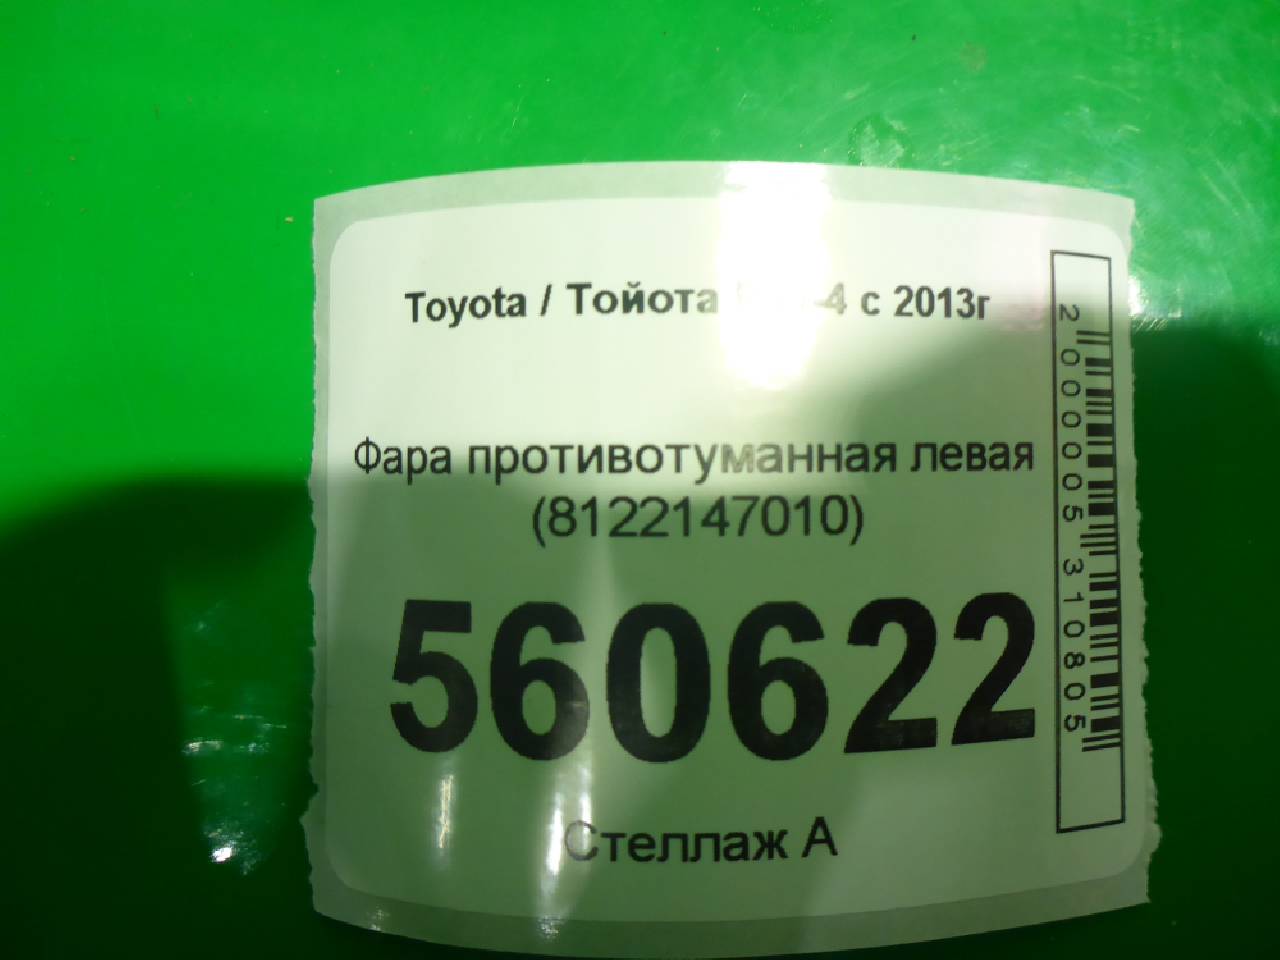 Toyota / Тойота -4 с 2013г
Фара противотуманная левая
(8122147010)
560622
Стеллаж А
2000005310805